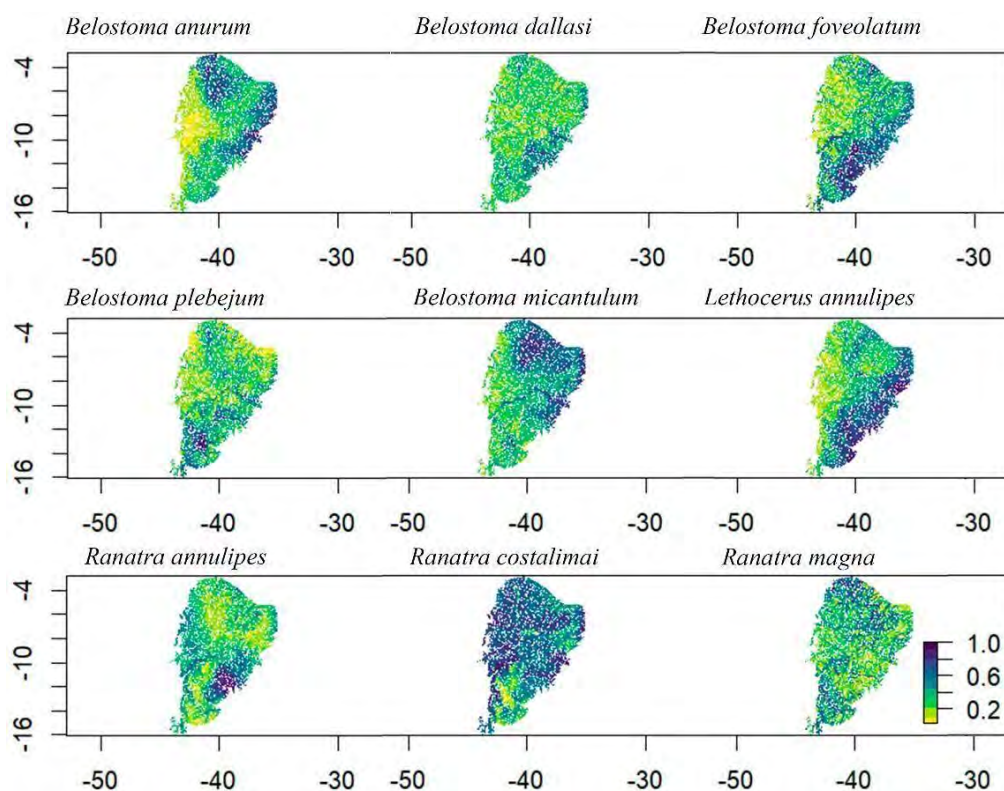 Belostoma anurum Belostoma dallasi Belostoma foveolatum
-4
-10
-16
-50 -40 -30 -50 -40 -30 -50 -40 -30
Belostoma plebejum Belostoma micantulum Lethocerus annulipes
-4
-10
-16
-50 -40 -30 -50 -40 -30 -50 -40 -30
Ranatra annulipes Ranatra costalimai Ranatra magna
-4
-10
1.0
0.6
0.2
-16
-50 -40 -30 -50 -40 -30 -50 -40 -30